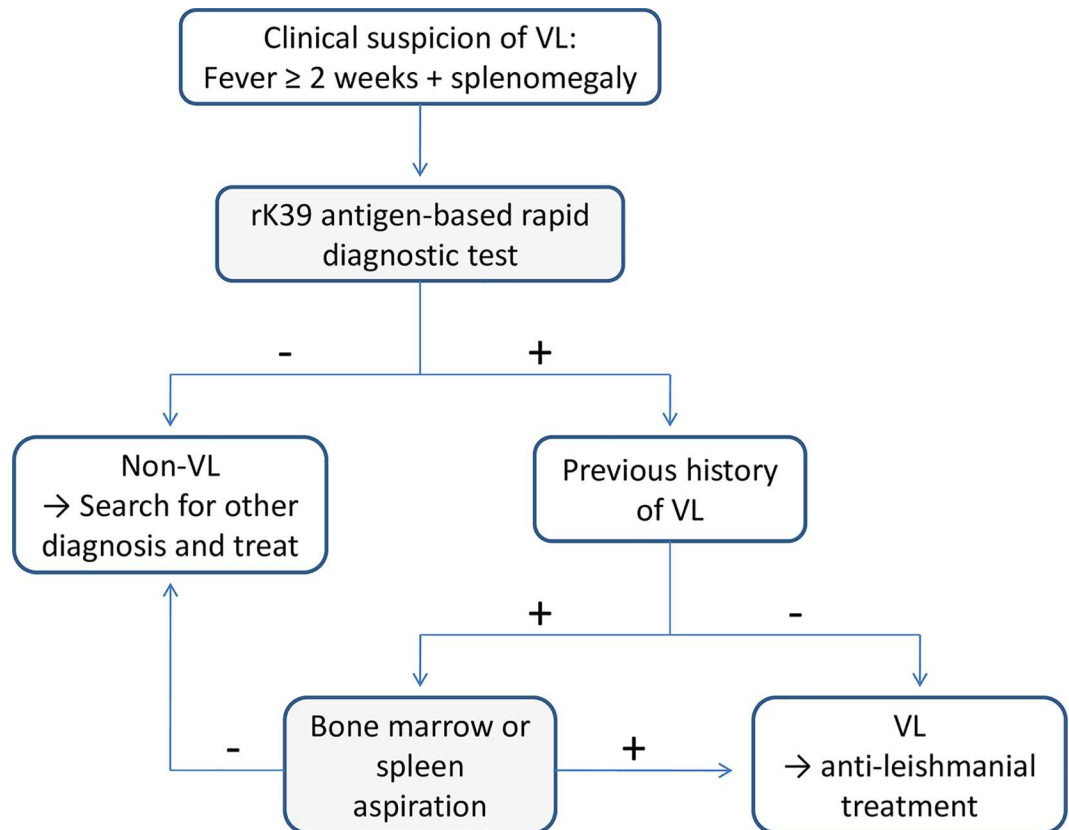 Clinical suspicion of VL:
Fever ≥ 2 weeks + splenomegaly
rK39 antigen-based rapid
diagnostic test
-
+
Non-VL
→ Search for other
diagnosis and treat
Previous history
of VL
+
-
Bone marrow or
spleen
aspiration
-
+
VL
→ anti-leishmanial
treatment